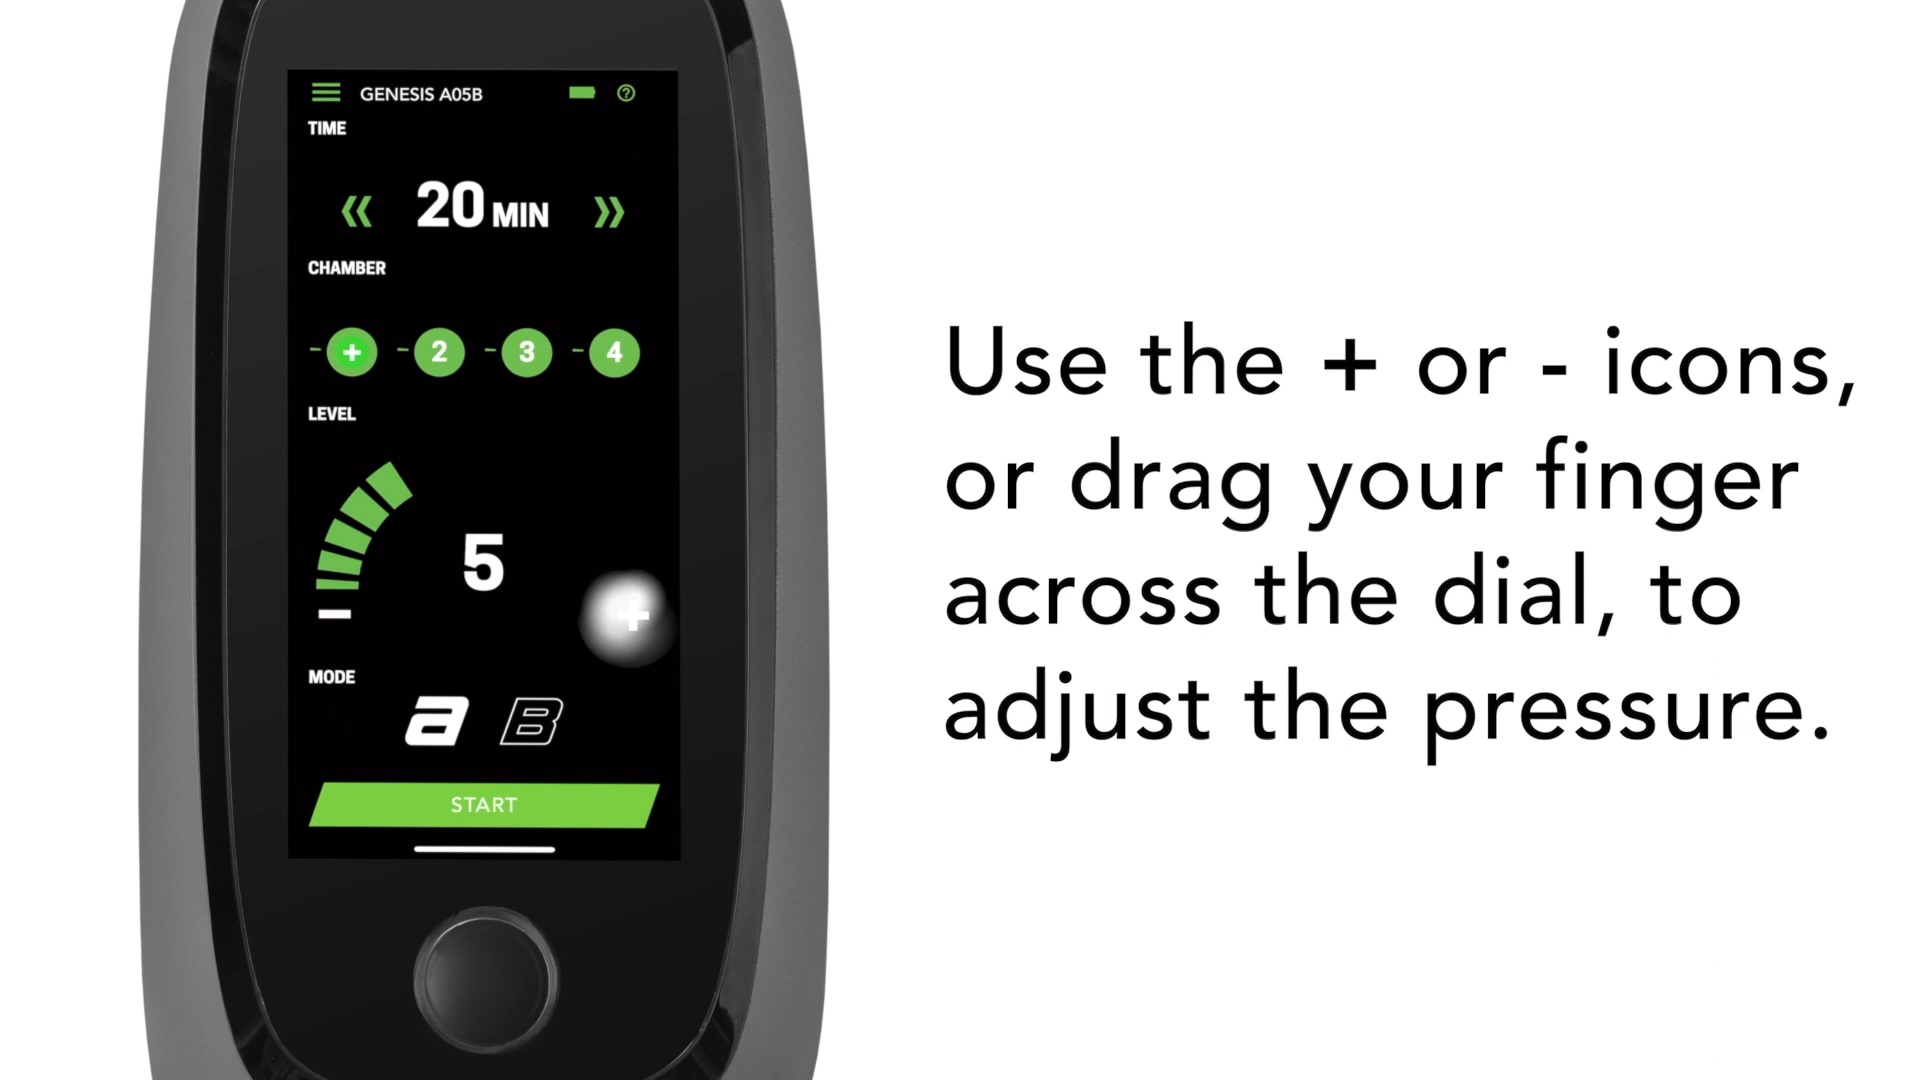 GENESIS A05B
TIME
20 MIN
CHAMBER
+ 2 3 4
LEVEL
5
- +
MODE
a B
START
Use the + or - icons,
or drag your finger
across the dial, to
adjust the pressure.